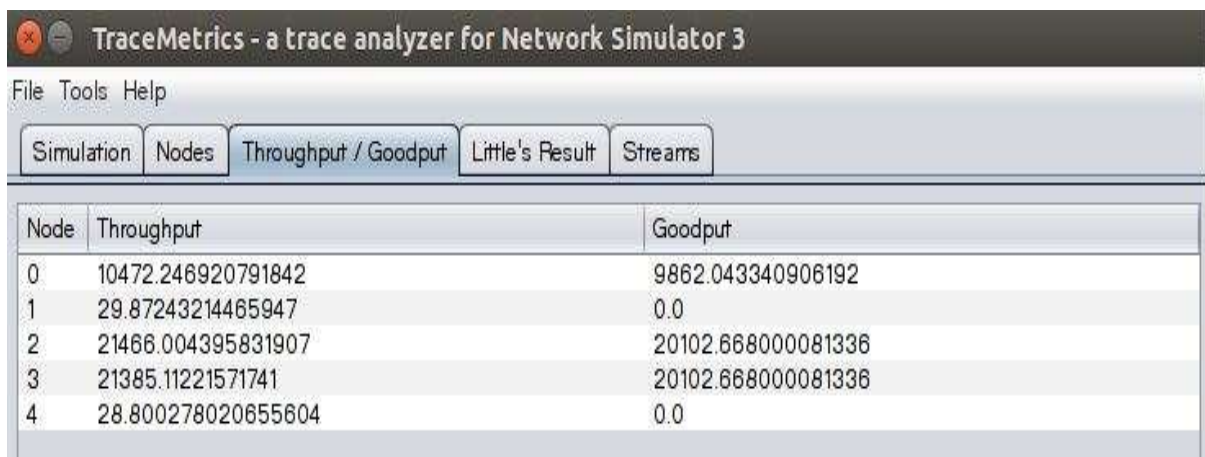 TraceMetrics - a trace analyzer for Network Simulator 3
File Tools Help
Simulation Nodes Throughput / Goodput Little's Result Streams
Node Throughput Goodput
0 10472.246920791842 9862.043340906192
1 29.87243214465947 0.0
2 21466.004395831907 20102.668000081336
3 21385.11221571741 20102.668000081336
4 28.800278020655604 0.0